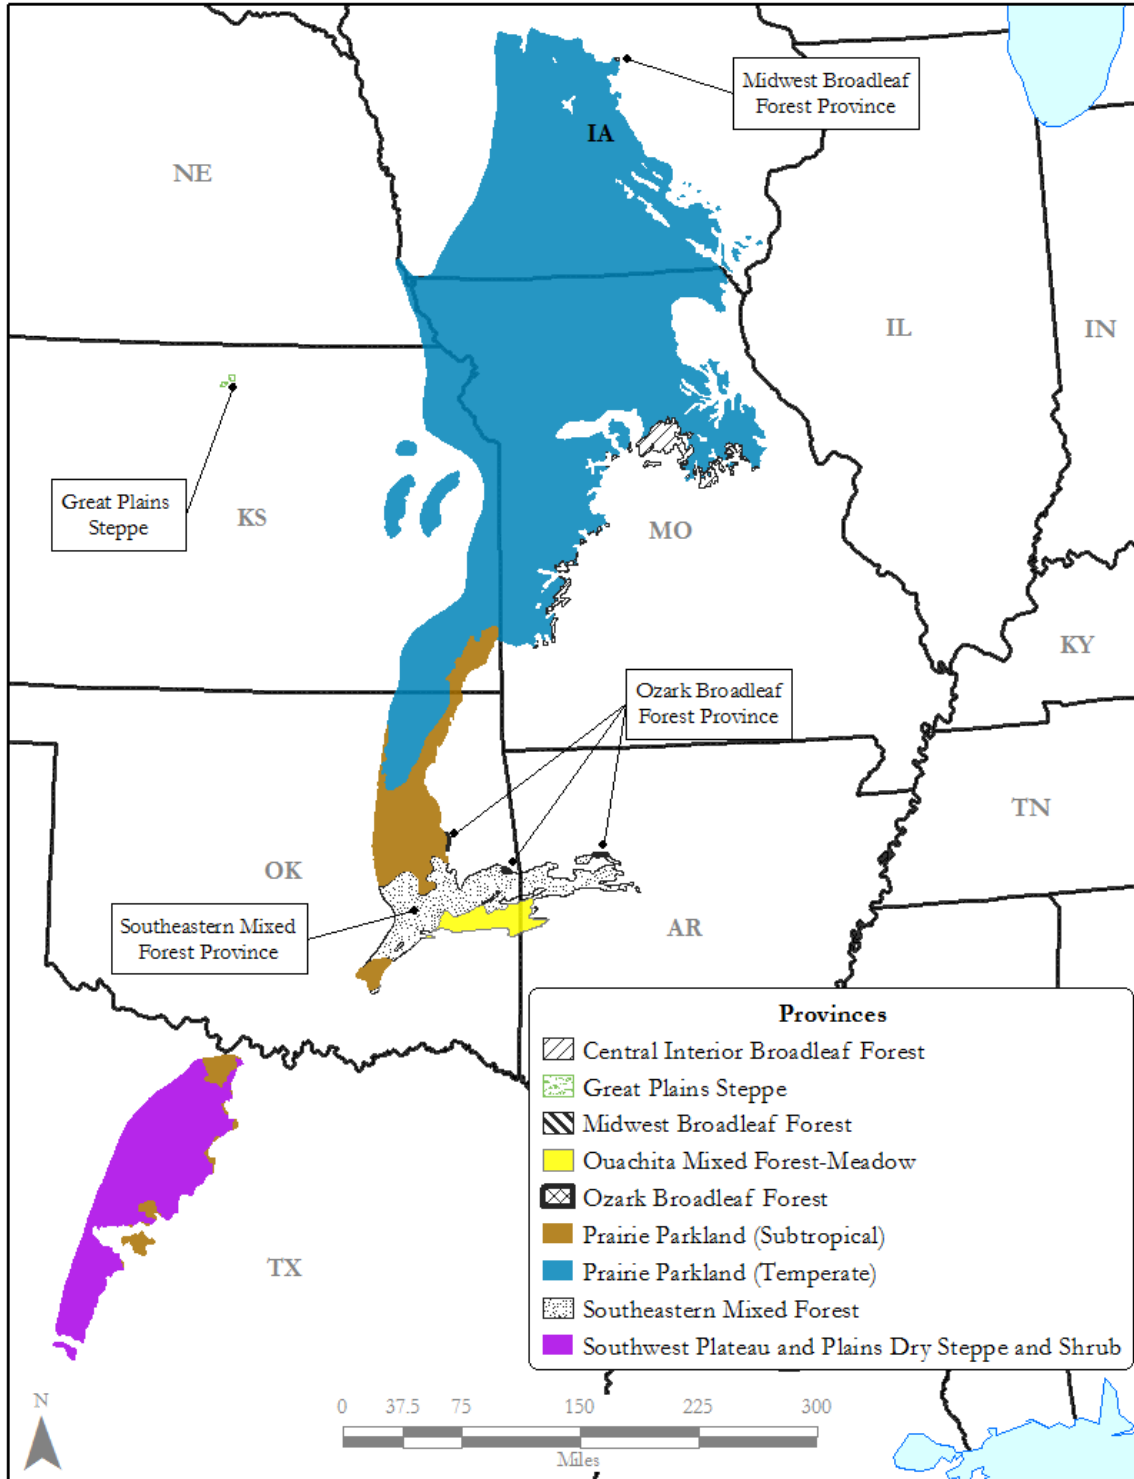 Midwest Broadleaf
Forest Province
IA
NE
IL
IN
Great Plains
Steppe
KS
MO
KY
Ozark Broadleaf
Forest Province
TN
OK
Southeastern Mixed
Forest Province
AR
Provinces
Central Interior Broadleaf Forest
Great Plains Steppe
Midwest Broadleaf Forest
Ouachita Mixed Forest-Meadow
Ozark Broadleaf Forest
Prairie Parkland (Subtropical)
Prairie Parkland (Temperate)
Southeastern Mixed Forest
Southwest Plateau and Plains Dry Steppe and Shrub
TX
N
0 37.5 75 150 225 300
Miles